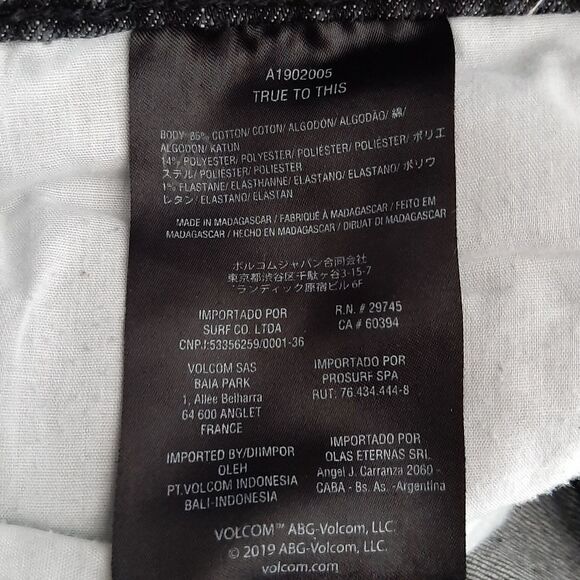 A1902005
TRUE TO THIS
BODY: 85% COTTON/ COTON/ ALGODÓN/ ALGODÃO/ 綿/
ALGODON/ KATUN
14% POLYESTER/ POLYESTER/ POLIÉSTER/ POLIÉSTER/ ポリエ
ステル/ POLIESTER/ POLIESTER
1% ELASTANE/ ELASTHANNE/ ELASTANO/ ELASTANO/ ポリウ
レタン/ ELASTANO/ ELASTAN
MADE IN MADAGASCAR / FABRIQUÉ À MADAGASCAR / FEITO EM
MADAGASCAR / HECHO EN MADAGASCAR / DIBUAT DI MADAGASCAR
ボルコムジャパン合同会社
東京都渋谷区千駄ヶ谷3-15-7
ランディック原宿ビル 6F
IMPORTADO POR
SURF CO. LTDA
CNPJ:53356259/0001-36
R.N. # 29745
CA # 60394
VOLCOM SAS
BAIA PARK
1, Allée Belharra
64 600 ANGLET
FRANCE
IMPORTADO POR
PROSURF SPA
RUT: 76.434.444-8
IMPORTED BY/DIIMPOR
OLEH
PT.VOLCOM INDONESIA
BALI-INDONESIA
IMPORTADO POR
OLAS ETERNAS SRL
Angel J. Carranza 2060 -
CABA - Bs. As. -Argentina
VOLCOM™ ABG-Volcom, LLC.
© 2019 ABG-Volcom, LLC.
volcom.com